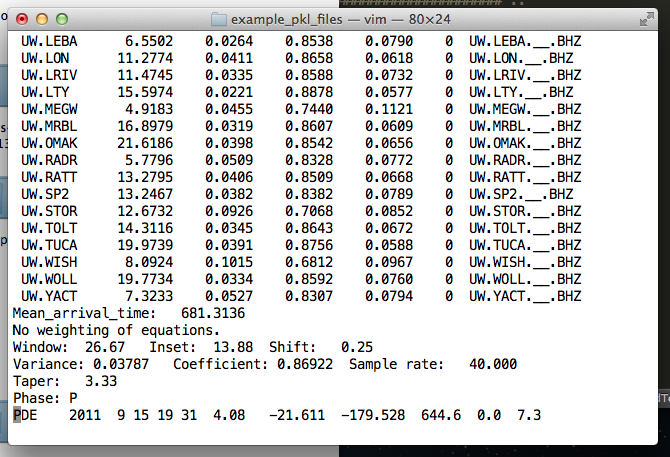 example_pkl_files — vim — 80×24
UW.LEBA 6.5502 0.0264 0.8538 0.0790 0 UW.LEBA.__.BHZ
UW.LON 11.2774 0.0411 0.8658 0.0618 0 UW.LON.__.BHZ
UW.LRIV 11.4745 0.0335 0.8588 0.0732 0 UW.LRIV.__.BHZ
UW.LTY 15.5974 0.0221 0.8878 0.0577 0 UW.LTY.__.BHZ
UW.MEGW 4.9183 0.0455 0.7440 0.1121 0 UW.MEGW.__.BHZ
UW.MRBL 16.8979 0.0319 0.8607 0.0609 0 UW.MRBL.__.BHZ
UW.OMAK 21.6186 0.0398 0.8542 0.0656 0 UW.OMAK.__.BHZ
UW.RADR 5.7796 0.0509 0.8328 0.0772 0 UW.RADR.__.BHZ
UW.RATT 13.2795 0.0406 0.8509 0.0668 0 UW.RATT.__.BHZ
UW.SP2 13.2467 0.0382 0.8382 0.0789 0 UW.SP2.__.BHZ
UW.STOR 12.6732 0.0926 0.7068 0.0852 0 UW.STOR.__.BHZ
UW.TOLT 14.3116 0.0345 0.8643 0.0672 0 UW.TOLT.__.BHZ
UW.TUCA 19.9739 0.0391 0.8756 0.0588 0 UW.TUCA.__.BHZ
UW.WISH 8.0924 0.1015 0.6812 0.0967 0 UW.WISH.__.BHZ
UW.WOLL 19.7734 0.0334 0.8592 0.0760 0 UW.WOLL.__.BHZ
UW.YACT 7.3233 0.0527 0.8307 0.0794 0 UW.YACT.__.BHZ
Mean_arrival_time: 681.3136
No weighting of equations.
Window: 26.67 Inset: 13.88 Shift: 0.25
Variance: 0.03787 Coefficient: 0.86922 Sample rate: 40.000
Taper: 3.33
Phase: P
PDE 2011 9 15 19 31 4.08 -21.611 -179.528 644.6 0.0 7.3